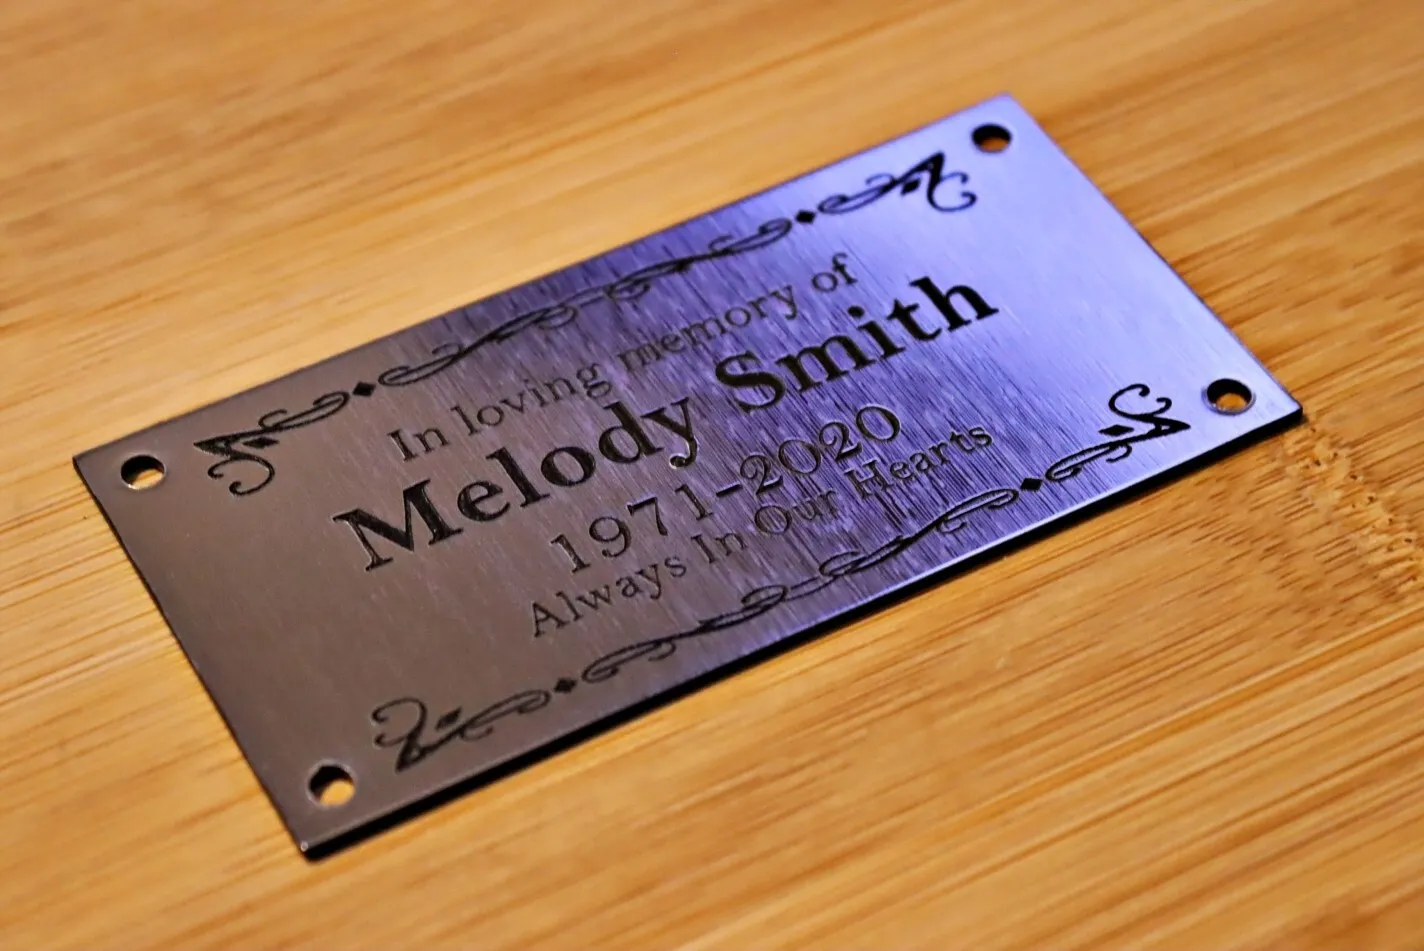 In loving memory of
Melody Smith
1971-2020
Always In Our Hearts